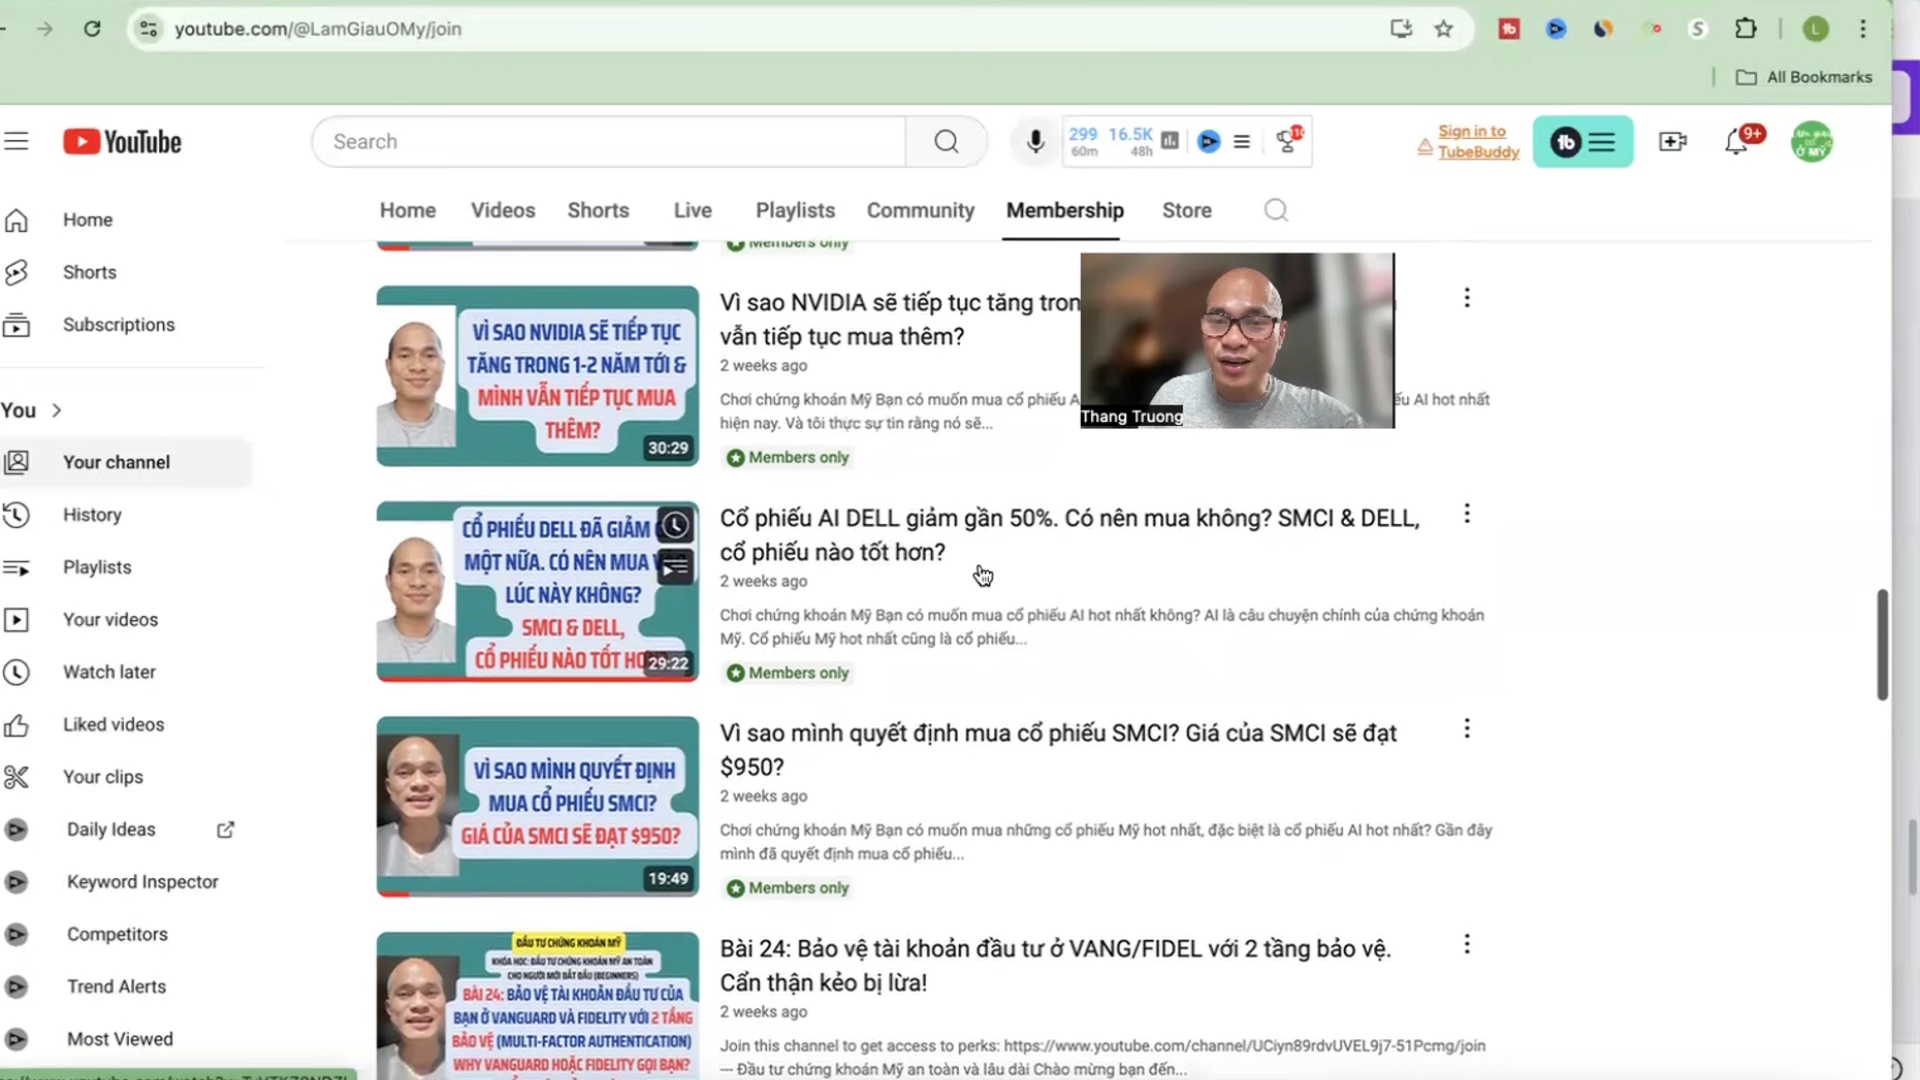 youtube.com/@LamGiauOMy/join
All Bookmarks
YouTube
Search
299 16.5K
60m 48h
Sign in to
TubeBuddy
9+
Home Videos Shorts Live Playlists Community Membership Store
Home
Shorts
Subscriptions
You
Your channel
History
Playlists
Your videos
Watch later
Liked videos
Your clips
Daily Ideas
Keyword Inspector
Competitors
Trend Alerts
Most Viewed
Members only
VÌ SAO NVIDIA SẼ TIẾP TỤC
TĂNG TRONG 1-2 NĂM TỚI &
MÌNH VẪN TIẾP TỤC MUA
THÊM?
30:29
Vì sao NVIDIA sẽ tiếp tục tăng tron
vẫn tiếp tục mua thêm?
2 weeks ago
Chơi chứng khoán Mỹ Bạn có muốn mua cổ phiếu A
ếu AI hot nhất
hiện nay. Và tôi thực sự tin rằng nó sẽ...
Members only
Thang Truong
CỔ PHIẾU DELL ĐÃ GIẢM
MỘT NỬA. CÓ NÊN MUA
LÚC NÀY KHÔNG?
SMCI & DELL,
CỔ PHIẾU NÀO TỐT
29:22
Cổ phiếu AI DELL giảm gần 50%. Có nên mua không? SMCI & DELL,
cổ phiếu nào tốt hơn?
2 weeks ago
Chơi chứng khoán Mỹ Bạn có muốn mua cổ phiếu AI hot nhất không? AI là câu chuyện chính của chứng khoán
Mỹ. Cổ phiếu Mỹ hot nhất cũng là cổ phiếu...
Members only
VÌ SAO MÌNH QUYẾT ĐỊNH
MUA CỔ PHIẾU SMCI?
GIÁ CỦA SMCI SẼ ĐẠT $950?
19:49
Vì sao mình quyết định mua cổ phiếu SMCI? Giá của SMCI sẽ đạt
$950?
2 weeks ago
Chơi chứng khoán Mỹ Bạn có muốn mua những cổ phiếu Mỹ hot nhất, đặc biệt là cổ phiếu AI hot nhất? Gần đây
mình đã quyết định mua cổ phiếu...
Members only
ĐẦU TƯ CHỨNG KHOÁN MỸ
KHÓA HỌC: ĐẦU TƯ CHỨNG KHOÁN MỸ AN TOÀN
CHO NGƯỜI MỚI BẮT ĐẦU (BEGINNERS)
BÀI 24: BẢO VỆ TÀI KHOẢN ĐẦU TƯ CỦA
BẠN Ở VANGUARD VÀ FIDELITY VỚI 2 TẦNG
BẢO VỆ (MULTI-FACTOR AUTHENTICATION)
WHY VANGUARD HOẶC FIDELITY GỌI BẠN?
Bài 24: Bảo vệ tài khoản đầu tư ở VANG/FIDEL với 2 tầng bảo vệ.
Cẩn thận kẻo bị lừa!
2 weeks ago
Join this channel to get access to perks: https://www.youtube.com/channel/UCiyn89rdvUVEL9j7-51Pcmg/join
— Đầu tư chứng khoán Mỹ an toàn và lâu dài Chào mừng bạn đến...